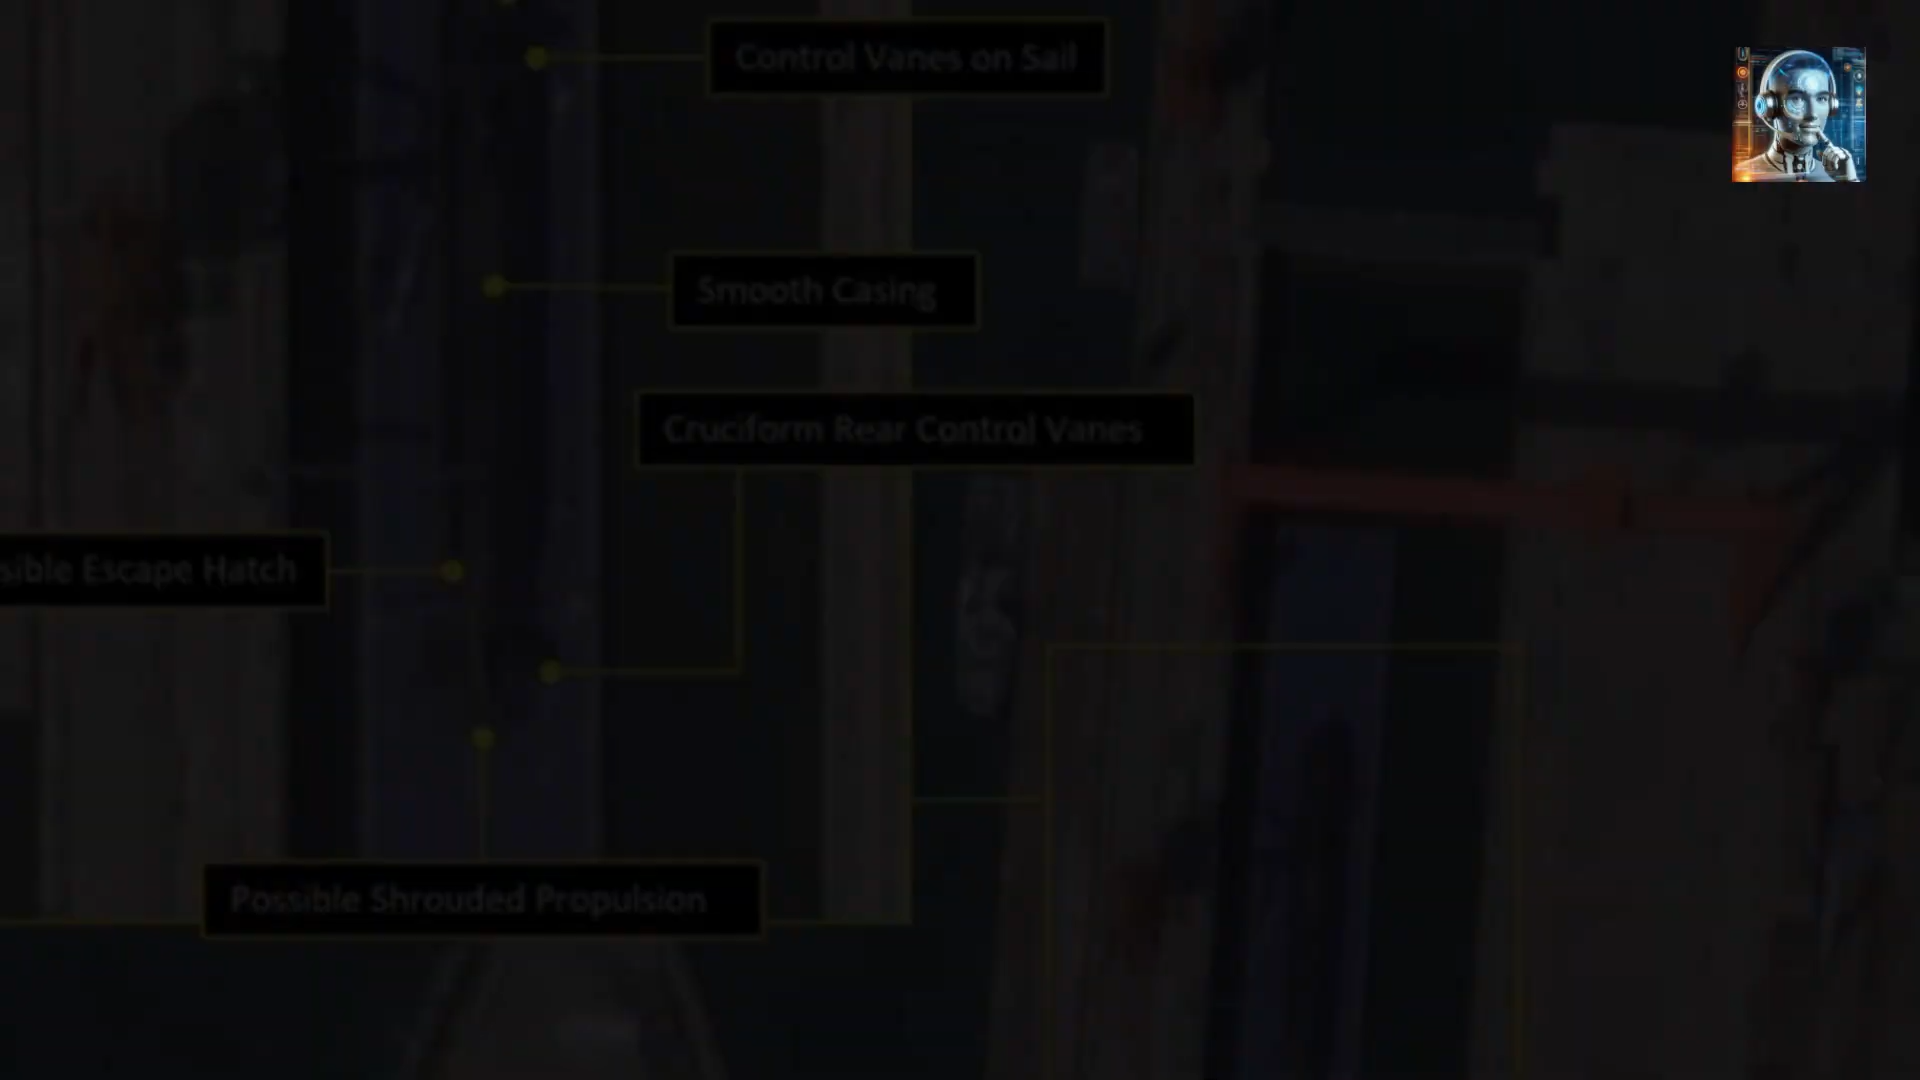 Control Vanes on Sail
Smooth Casing
Cruciform Rear Control Vanes
sible Escape Hatch
Possible Shrouded Propulsion